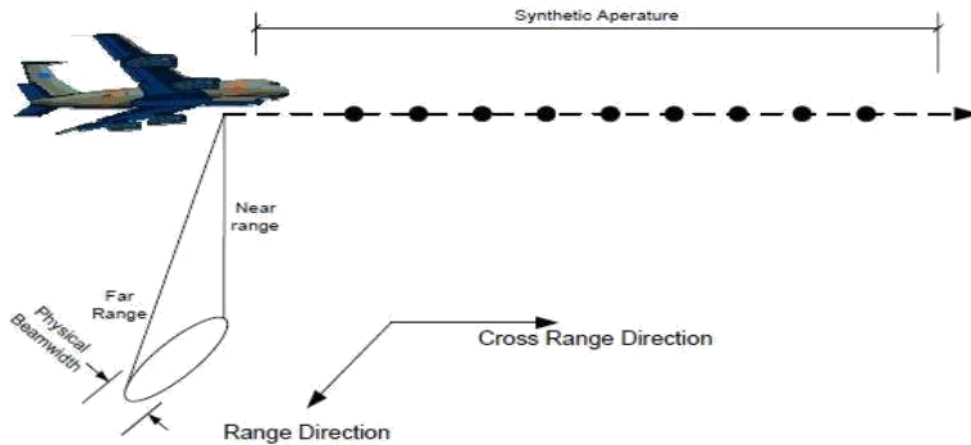 Synthetic Aperature
Near
range
Far
Range
Physical
Beamwidth
Cross Range Direction
Range Direction